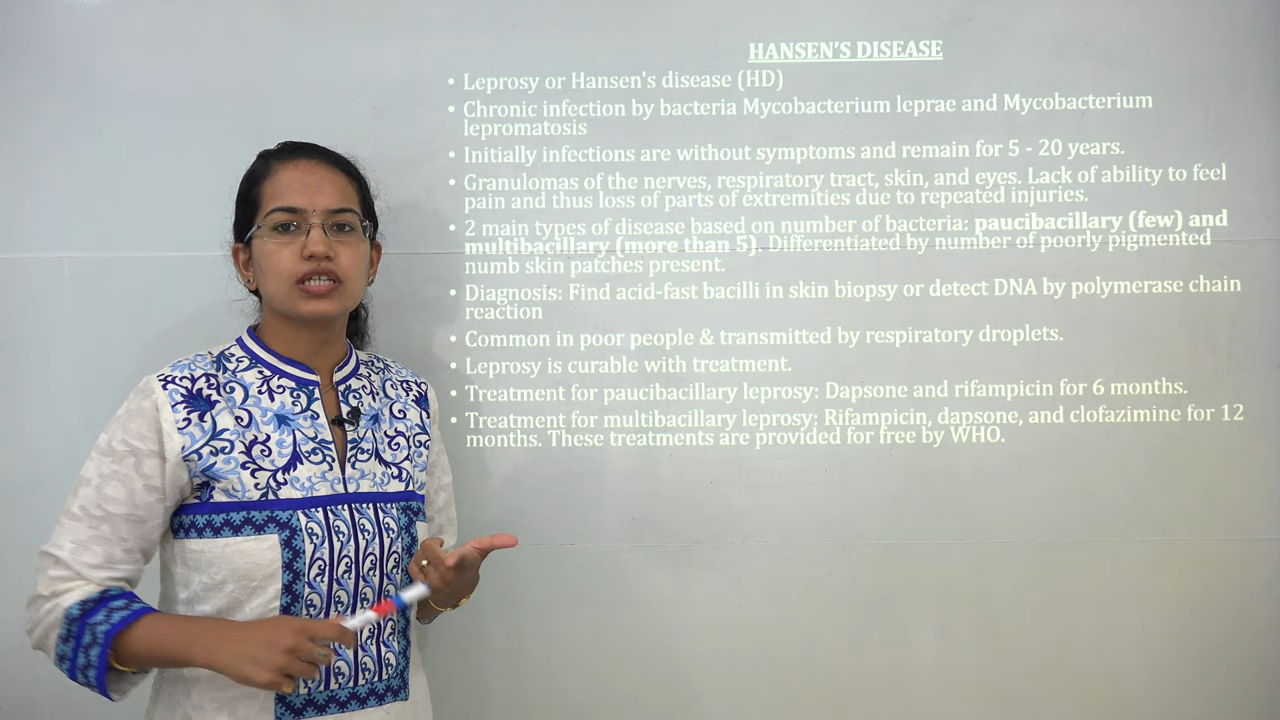 HANSEN'S DISEASE
• Leprosy or Hansen's disease (HD)
• Chronic infection by bacteria Mycobacterium leprae and Mycobacterium
lepromatosis
• Initially infections are without symptoms and remain for 5 - 20 years.
• Granulomas of the nerves, respiratory tract, skin, and eyes. Lack of ability to feel
pain and thus loss of parts of extremities due to repeated injuries.
• 2 main types of disease based on number of bacteria: paucibacillary (few) and
multibacillary (more than 5). Differentiated by number of poorly pigmented
numb skin patches present.
• Diagnosis: Find acid-fast bacilli in skin biopsy or detect DNA by polymerase chain
reaction
• Common in poor people & transmitted by respiratory droplets.
• Leprosy is curable with treatment.
• Treatment for paucibacillary leprosy: Dapsone and rifampicin for 6 months.
• Treatment for multibacillary leprosy: Rifampicin, dapsone, and clofazimine for 12
months. These treatments are provided for free by WHO.